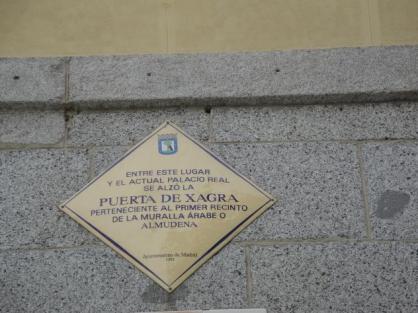 ENTRE ESTE LUGAR
Y EL ACTUAL PALACIO REAL
SE ALZÓ LA
PUERTA DE XAGRA
PERTENECIENTE AL PRIMER RECINTO
DE LA MURALLA ÁRABE O
ALMUDENA
Ayuntamiento de Madrid